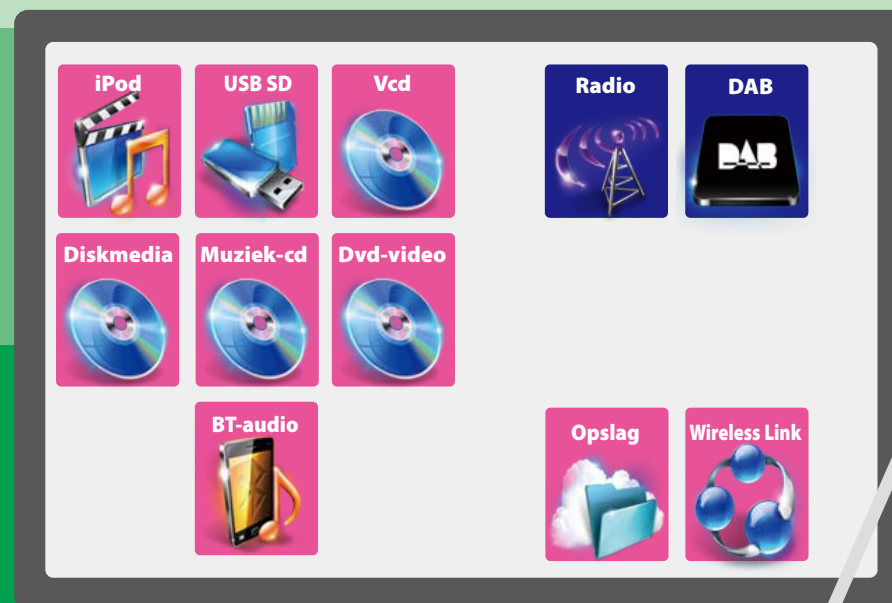 iPod
USB SD
Vcd
Radio
DAB
DAB
Diskmedia
Muziek-cd
Dvd-video
BT-audio
Opslag
Wireless Link